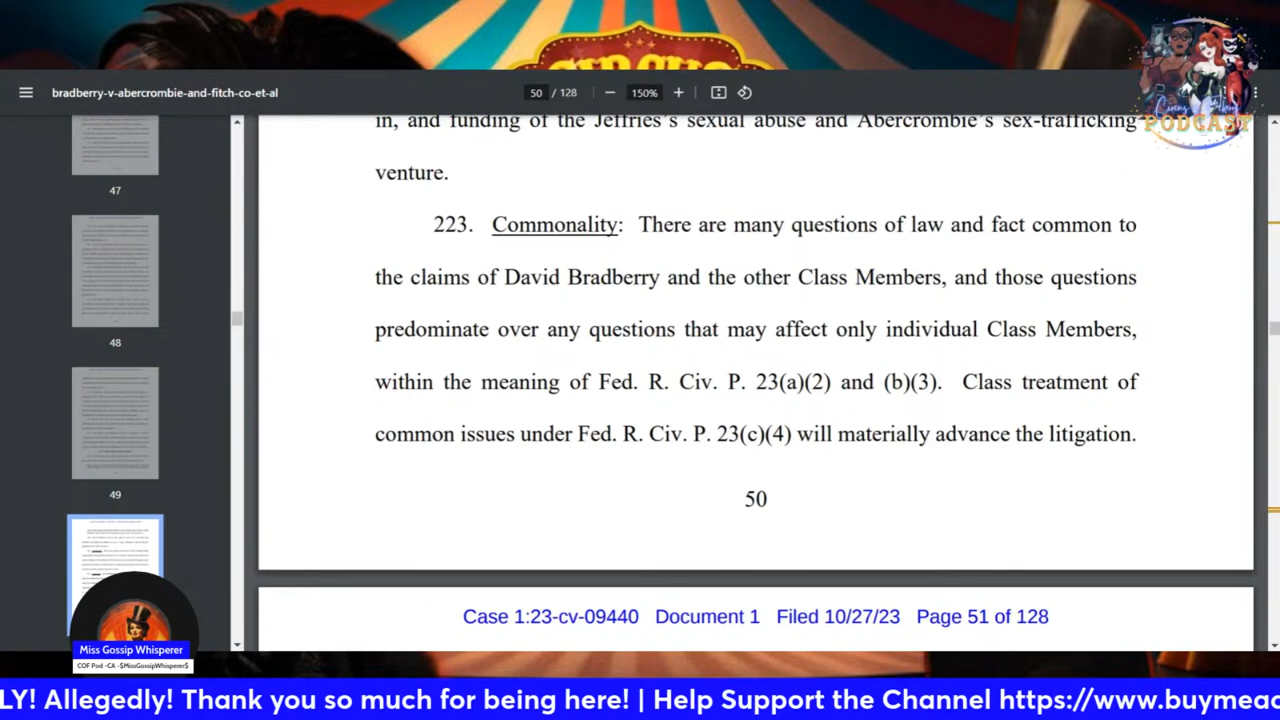 bradberry-v-abercrombie-and-fitch-co-et-al
50 / 128
150%
PODCAST
in, and funding of the Jeffries's sexual abuse and Abercrombie's sex-trafficking
venture.
47
223. Commonality: There are many questions of law and fact common to
the claims of David Bradberry and the other Class Members, and those questions
predominate over any questions that may affect only individual Class Members,
48
within the meaning of Fed. R. Civ. P. 23(a)(2) and (b)(3). Class treatment of
common issues under Fed. R. Civ. P. 23(c)(4) will materially advance the litigation.
49
50
Case 1:23-cv-09440 Document 1 Filed 10/27/23 Page 51 of 128
Miss Gossip Whisperer
COF Pod -CA -$MissGossipWhisperer$
LY! Allegedly! Thank you so much for being here! | Help Support the Channel https://www.buymeac